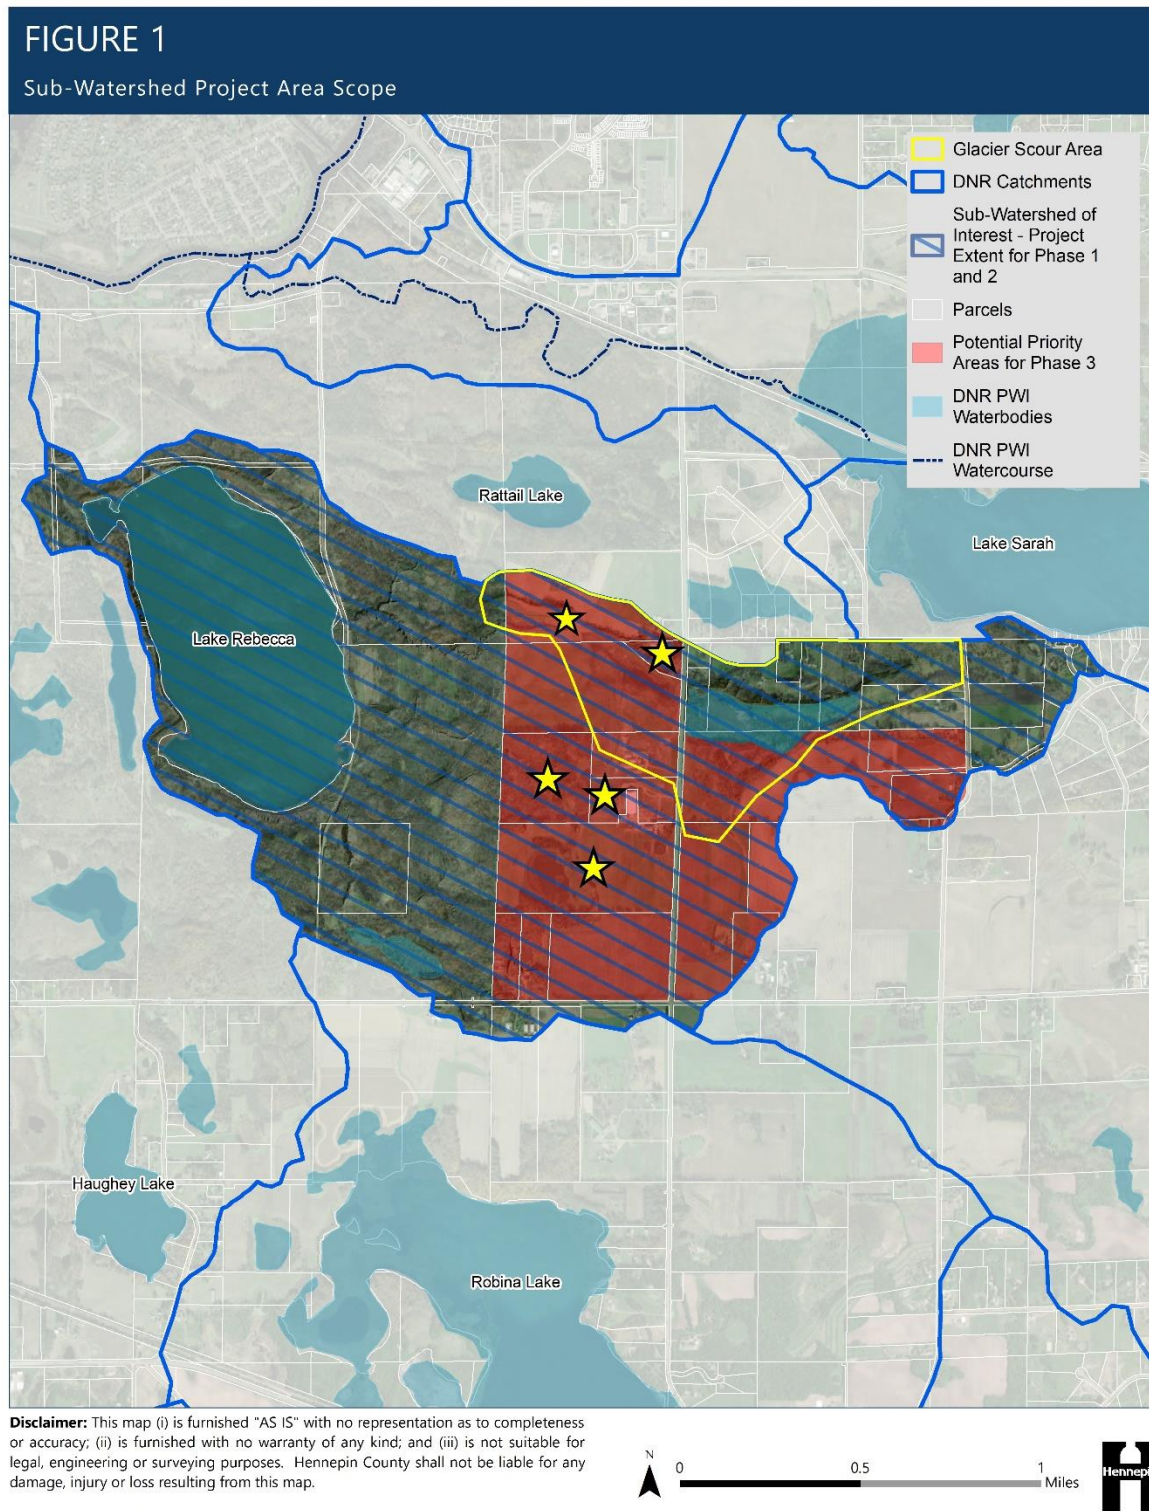 FIGURE 1
Sub-Watershed Project Area Scope
Glacier Scour Area
DNR Catchments
Sub-Watershed of
Interest - Project
Extent for Phase 1
and 2
Parcels
Potential Priority
Areas for Phase 3
DNR PWI
Waterbodies
DNR PWI
Watercourse
Rattail Lake
Lake Sarah
Lake Rebecca
Haughey Lake
Robina Lake
Disclaimer: This map (i) is furnished "AS IS" with no representation as to completeness
or accuracy; (ii) is furnished with no warranty of any kind; and (iii) is not suitable for
legal, engineering or surveying purposes. Hennepin County shall not be liable for any
damage, injury or loss resulting from this map.
N
0 0.5 1
Miles
Hennepi